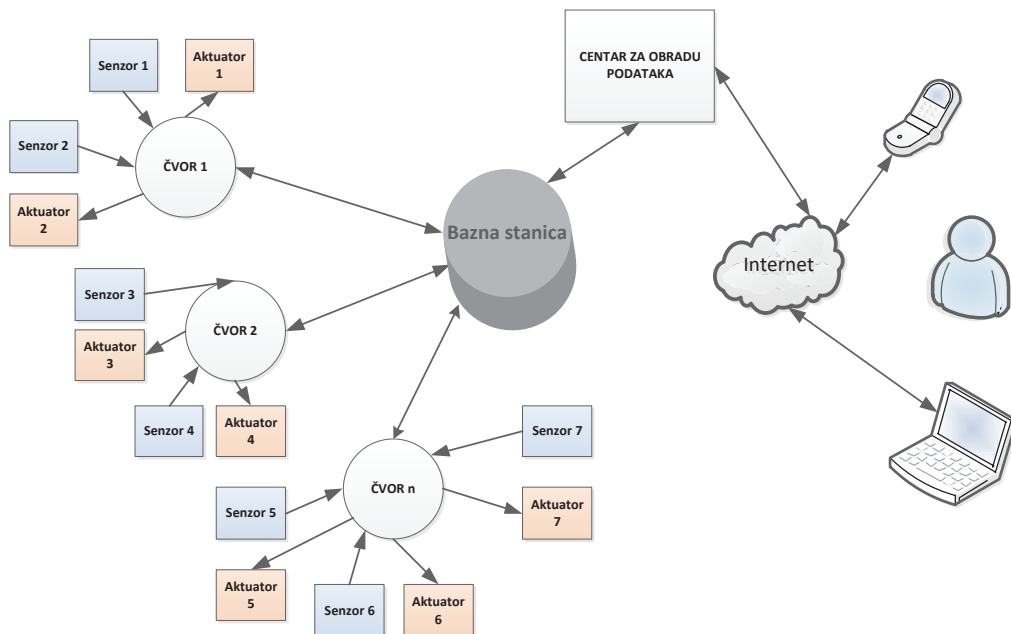 Senzor 1
Aktuator
1
Senzor 2
ČVOR 1
Aktuator
2
Senzor 3
ČVOR 2
Aktuator
3
Senzor 4
Aktuator
4
Bazna stanica
CENTAR ZA OBRADU
PODATAKA
Internet
Senzor 7
ČVOR n
Senzor 5
Aktuator
7
Aktuator
5
Senzor 6
Aktuator
6